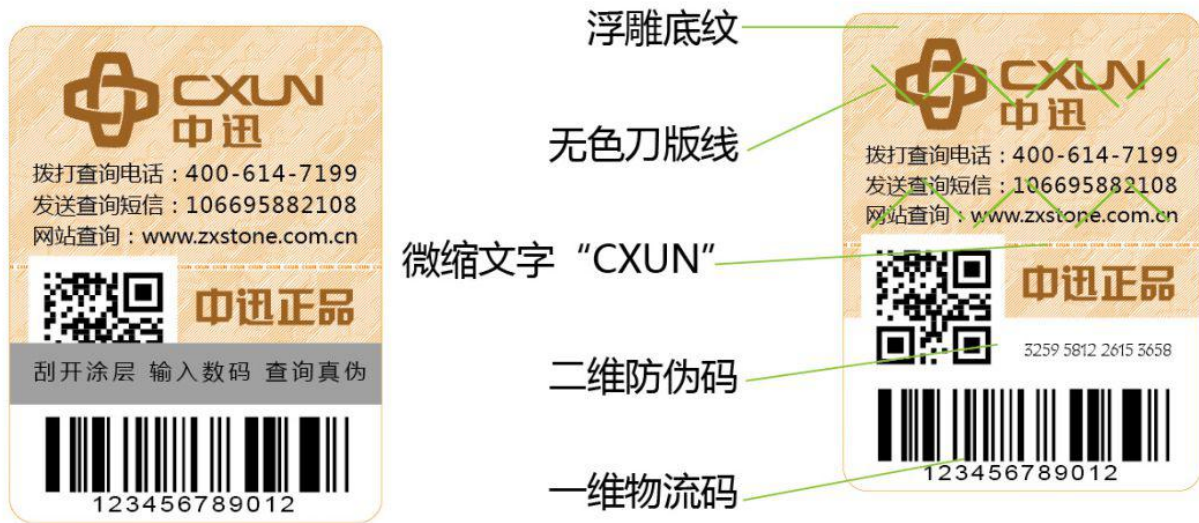 CXUN
中迅
拨打查询电话：400-614-7199
发送查询短信：106695882108
网站查询：www.zxstone.com.cn
中迅正品
刮开涂层 输入数码 查询真伪
123456789012
浮雕底纹
无色刀版线
微缩文字“CXUN”
二维防伪码
一维物流码
CXUN
中迅
拨打查询电话：400-614-7199
发送查询短信：106695882108
网站查询：www.zxstone.com.cn
中迅正品
3259 5812 2615 3658
123456789012